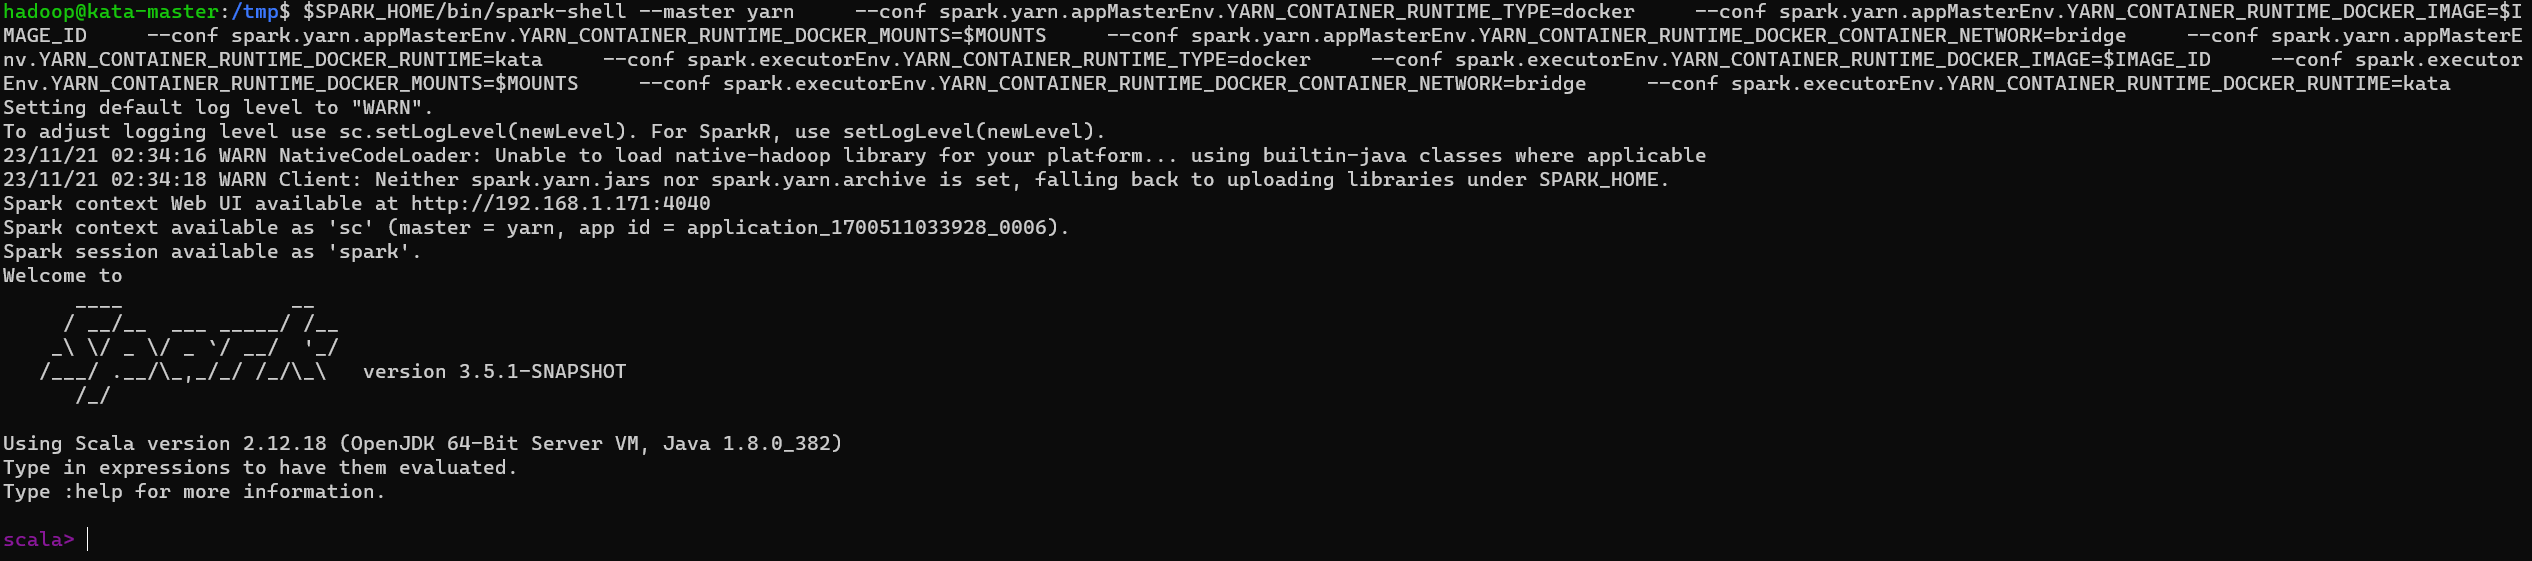 hadoop@kata-master:/tmp$ $SPARK_HOME/bin/spark-shell --master yarn     --conf spark.yarn.appMasterEnv.YARN_CONTAINER_RUNTIME_TYPE=docker     --conf spark.yarn.appMasterEnv.YARN_CONTAINER_RUNTIME_DOCKER_IMAGE=$I
MAGE_ID     --conf spark.yarn.appMasterEnv.YARN_CONTAINER_RUNTIME_DOCKER_MOUNTS=$MOUNTS     --conf spark.yarn.appMasterEnv.YARN_CONTAINER_RUNTIME_DOCKER_CONTAINER_NETWORK=bridge     --conf spark.yarn.appMasterE
nv.YARN_CONTAINER_RUNTIME_DOCKER_RUNTIME=kata     --conf spark.executorEnv.YARN_CONTAINER_RUNTIME_TYPE=docker     --conf spark.executorEnv.YARN_CONTAINER_RUNTIME_DOCKER_IMAGE=$IMAGE_ID     --conf spark.executor
Env.YARN_CONTAINER_RUNTIME_DOCKER_MOUNTS=$MOUNTS     --conf spark.executorEnv.YARN_CONTAINER_RUNTIME_DOCKER_CONTAINER_NETWORK=bridge     --conf spark.executorEnv.YARN_CONTAINER_RUNTIME_DOCKER_RUNTIME=kata
Setting default log level to "WARN".
To adjust logging level use sc.setLogLevel(newLevel). For SparkR, use setLogLevel(newLevel).
23/11/21 02:34:16 WARN NativeCodeLoader: Unable to load native-hadoop library for your platform... using builtin-java classes where applicable
23/11/21 02:34:18 WARN Client: Neither spark.yarn.jars nor spark.yarn.archive is set, falling back to uploading libraries under SPARK_HOME.
Spark context Web UI available at http://192.168.1.171:4040
Spark context available as 'sc' (master = yarn, app id = application_1700511033928_0006).
Spark session available as 'spark'.
Welcome to
      ____              __
     / __/__  ___ _____/ /__
    _\ \/ _ \/ _ `/ __/  '_/
   /___/ .__/\_,_/_/ /_/\_\   version 3.5.1-SNAPSHOT
      /_/
Using Scala version 2.12.18 (OpenJDK 64-Bit Server VM, Java 1.8.0_382)
Type in expressions to have them evaluated.
Type :help for more information.
scala>